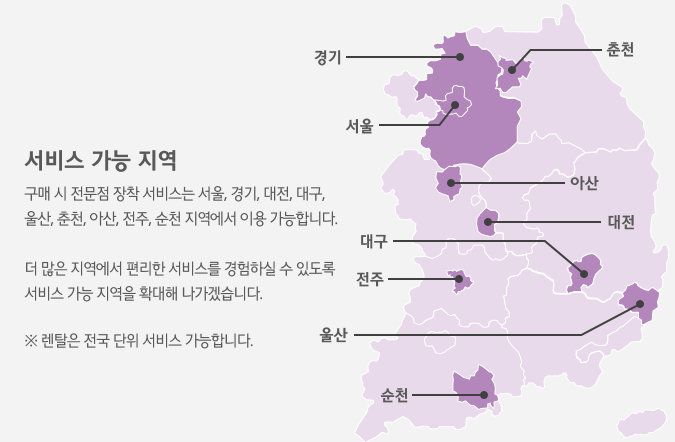 서비스 가능 지역
구매 시 전문점 장착 서비스는 서울, 경기, 대전, 대구,
울산, 춘천, 아산, 전주, 순천 지역에서 이용 가능합니다.
더 많은 지역에서 편리한 서비스를 경험하실 수 있도록
서비스 가능 지역을 확대해 나가겠습니다.
※ 렌탈은 전국 단위 서비스 가능합니다.
경기
춘천
서울
아산
대전
대구
전주
울산
순천